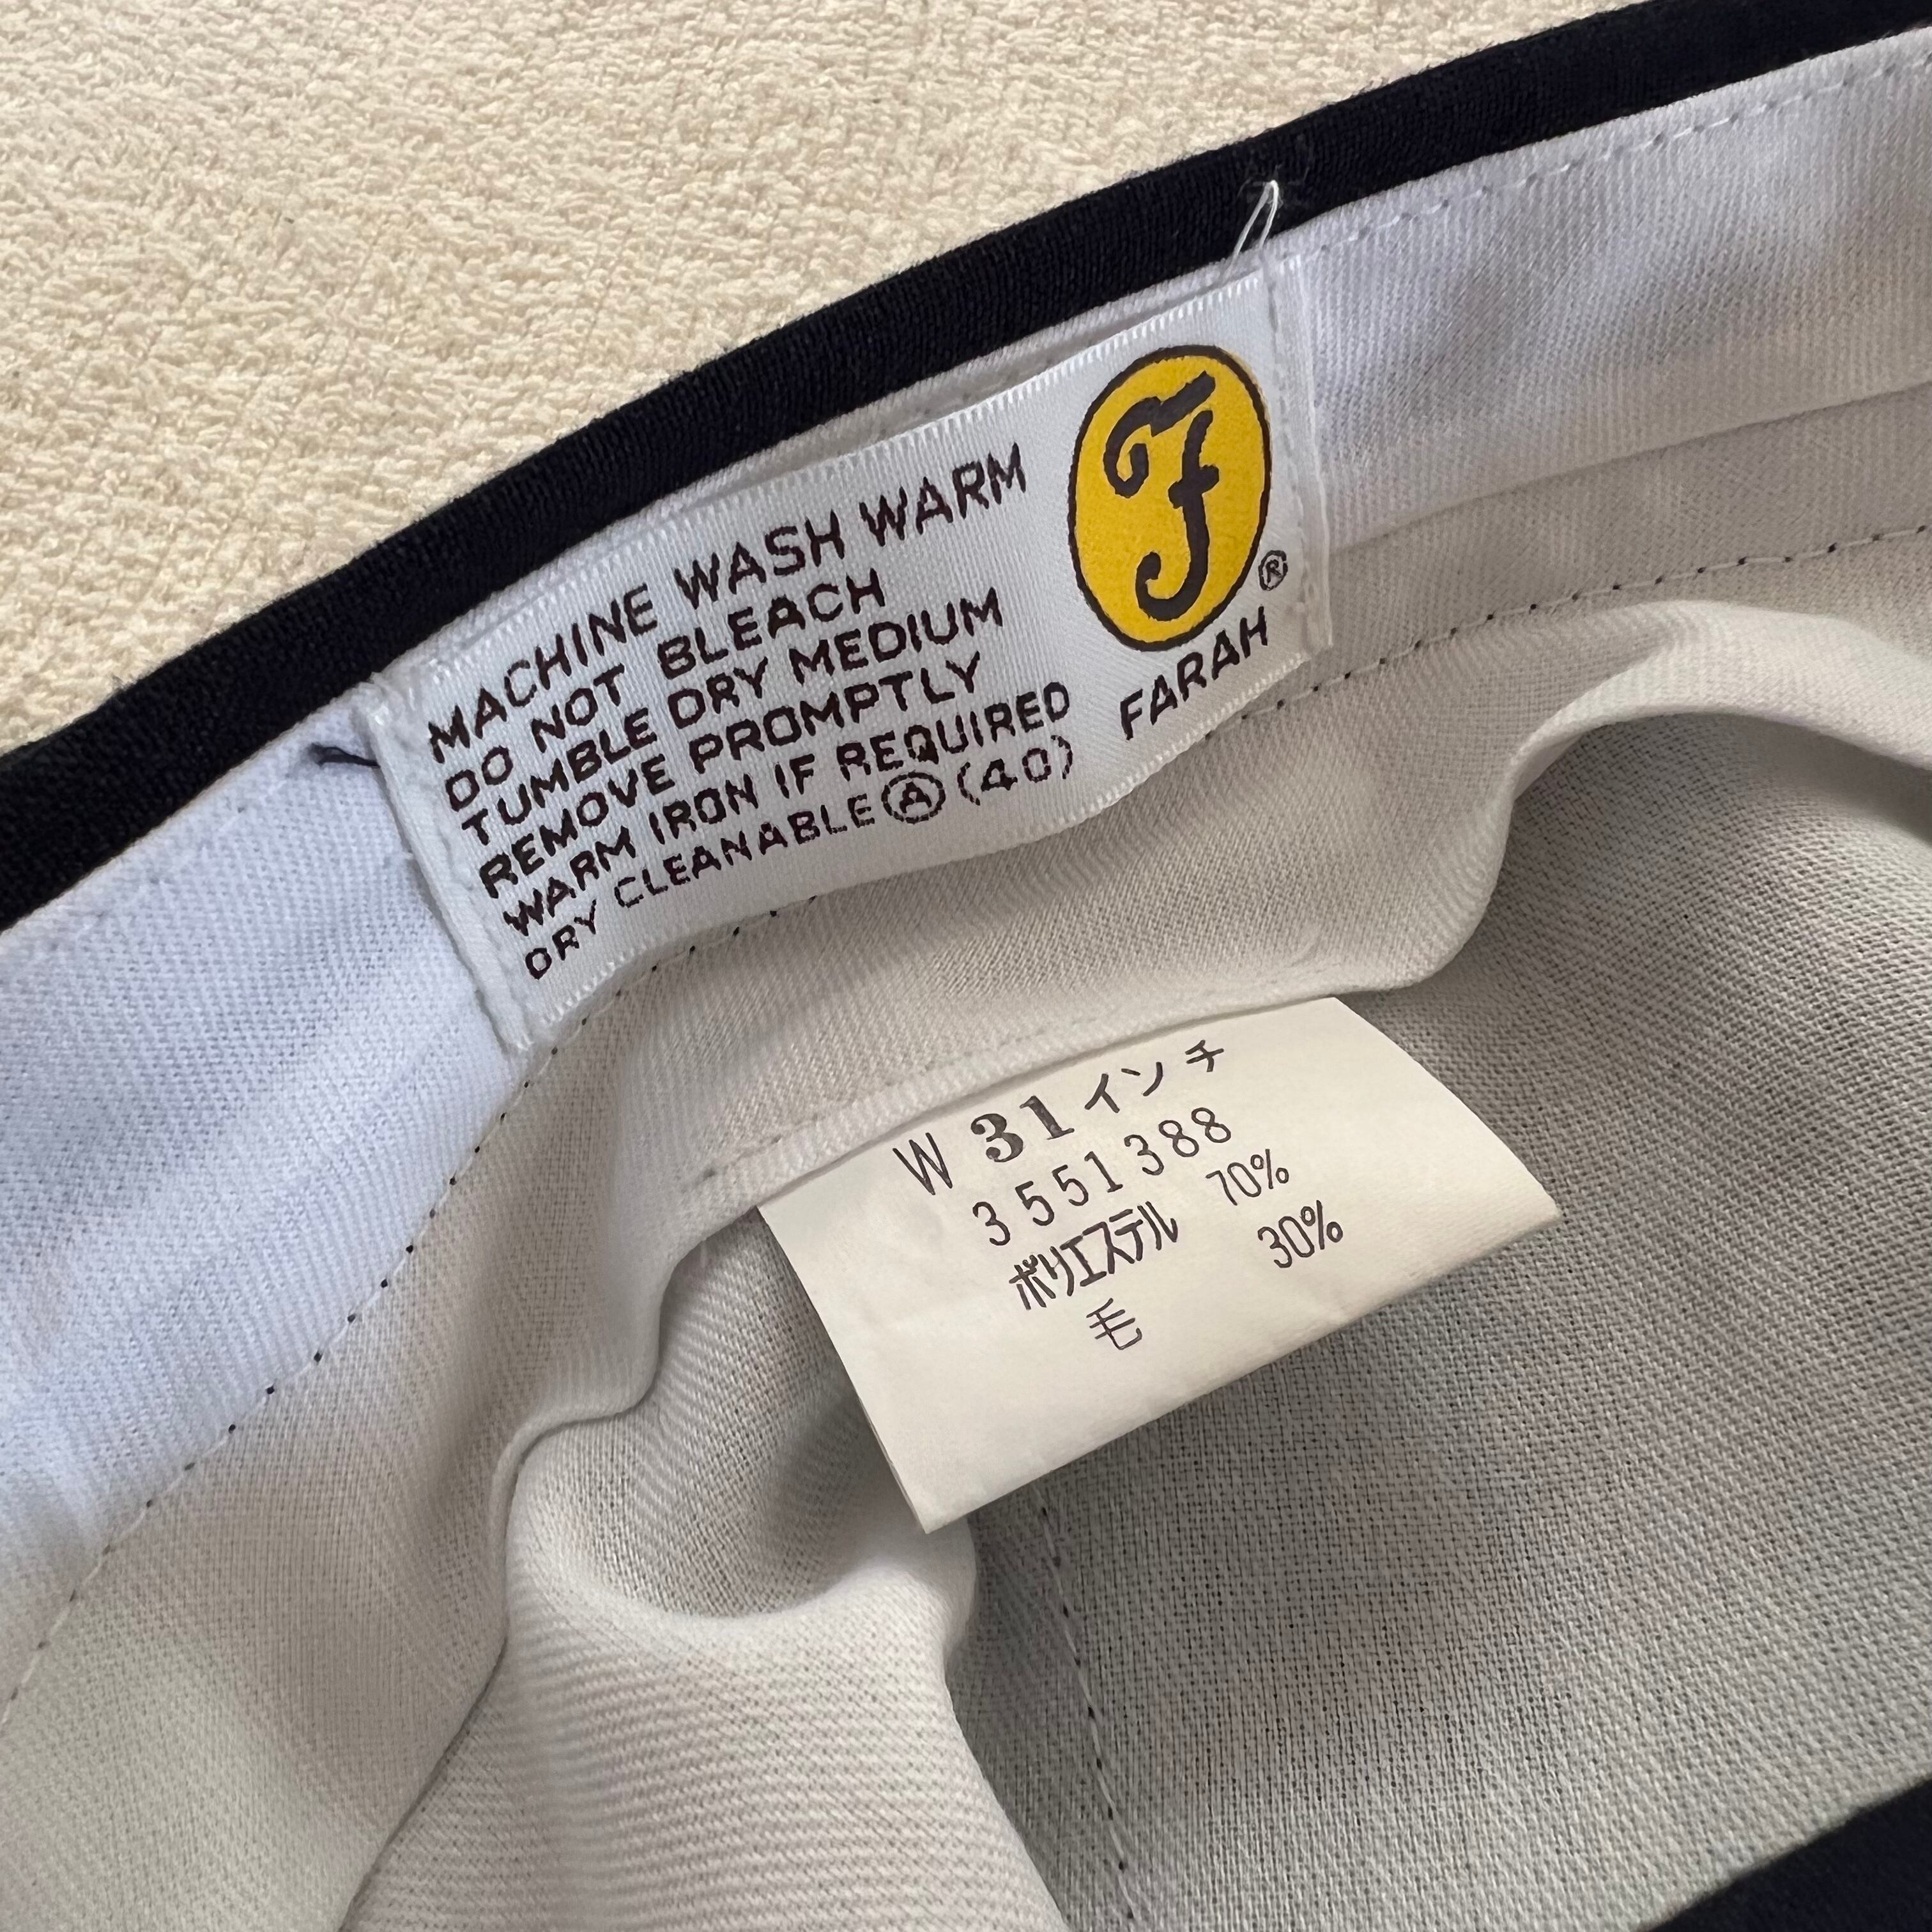 MACHINE WASH WARM
DO NOT BLEACH
TUMBLE DRY MEDIUM
REMOVE PROMPTLY
WARM IRON IF REQUIRED
DRY CLEANABLE Ⓐ (40)
F
®
FARAH
W 31インチ
3551388
ポリエステル 70%
毛 30%